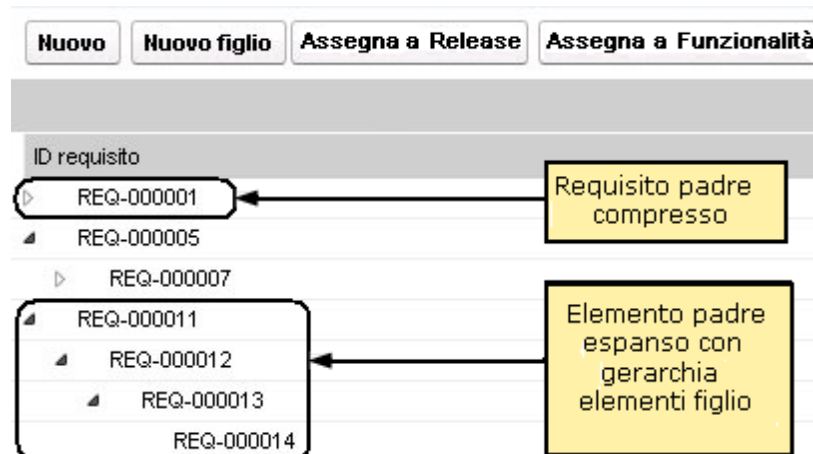 Nuovo Nuovo figlio Assegna a Release Assegna a Funzionalità
ID requisito
REQ-000001
Requisito padre
compresso
REQ-000005
REQ-000007
REQ-000011
REQ-000012
REQ-000013
REQ-000014
Elemento padre
espanso con
gerarchia
elementi figlio